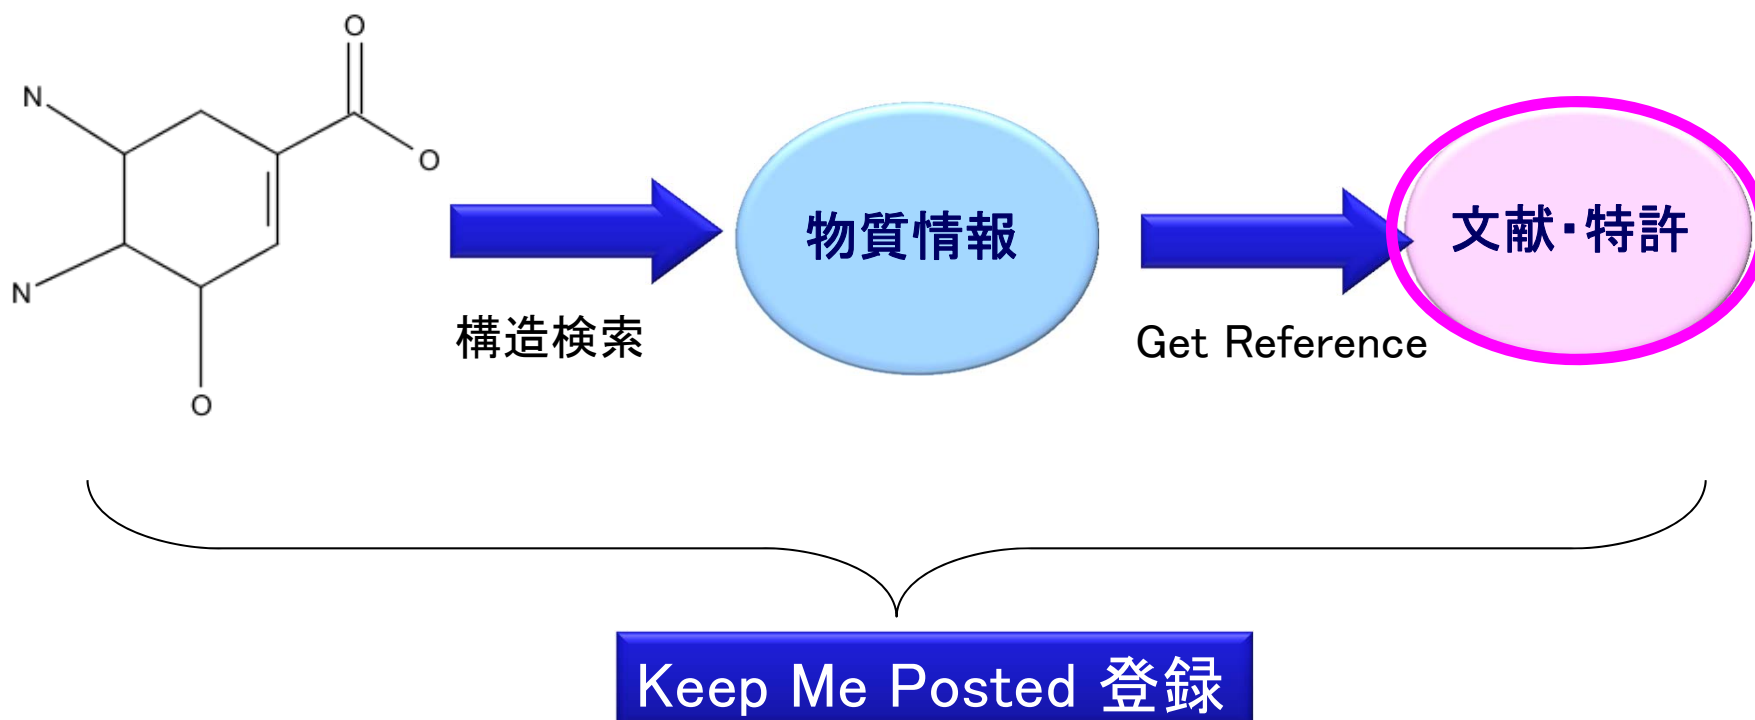 O
N
O
N
O
構造検索
物質情報
Get Reference
文献・特許
Keep Me Posted 登録